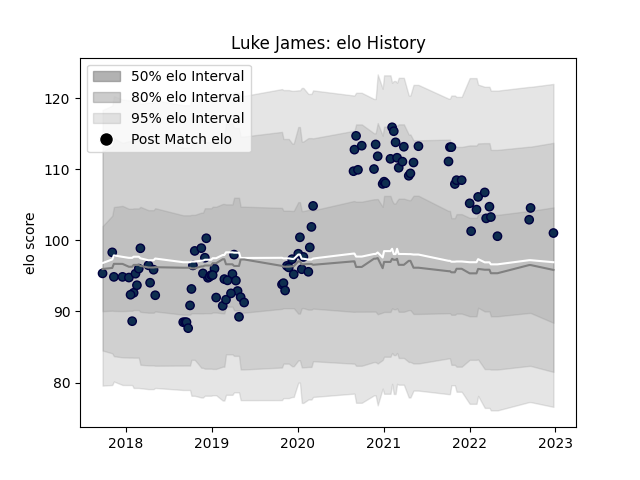 Luke James: elo History
50% elo Interval
80% elo Interval
95% elo Interval
Post Match elo
elo score
120
110
100
90
80
2018 2019 2020 2021 2022 2023